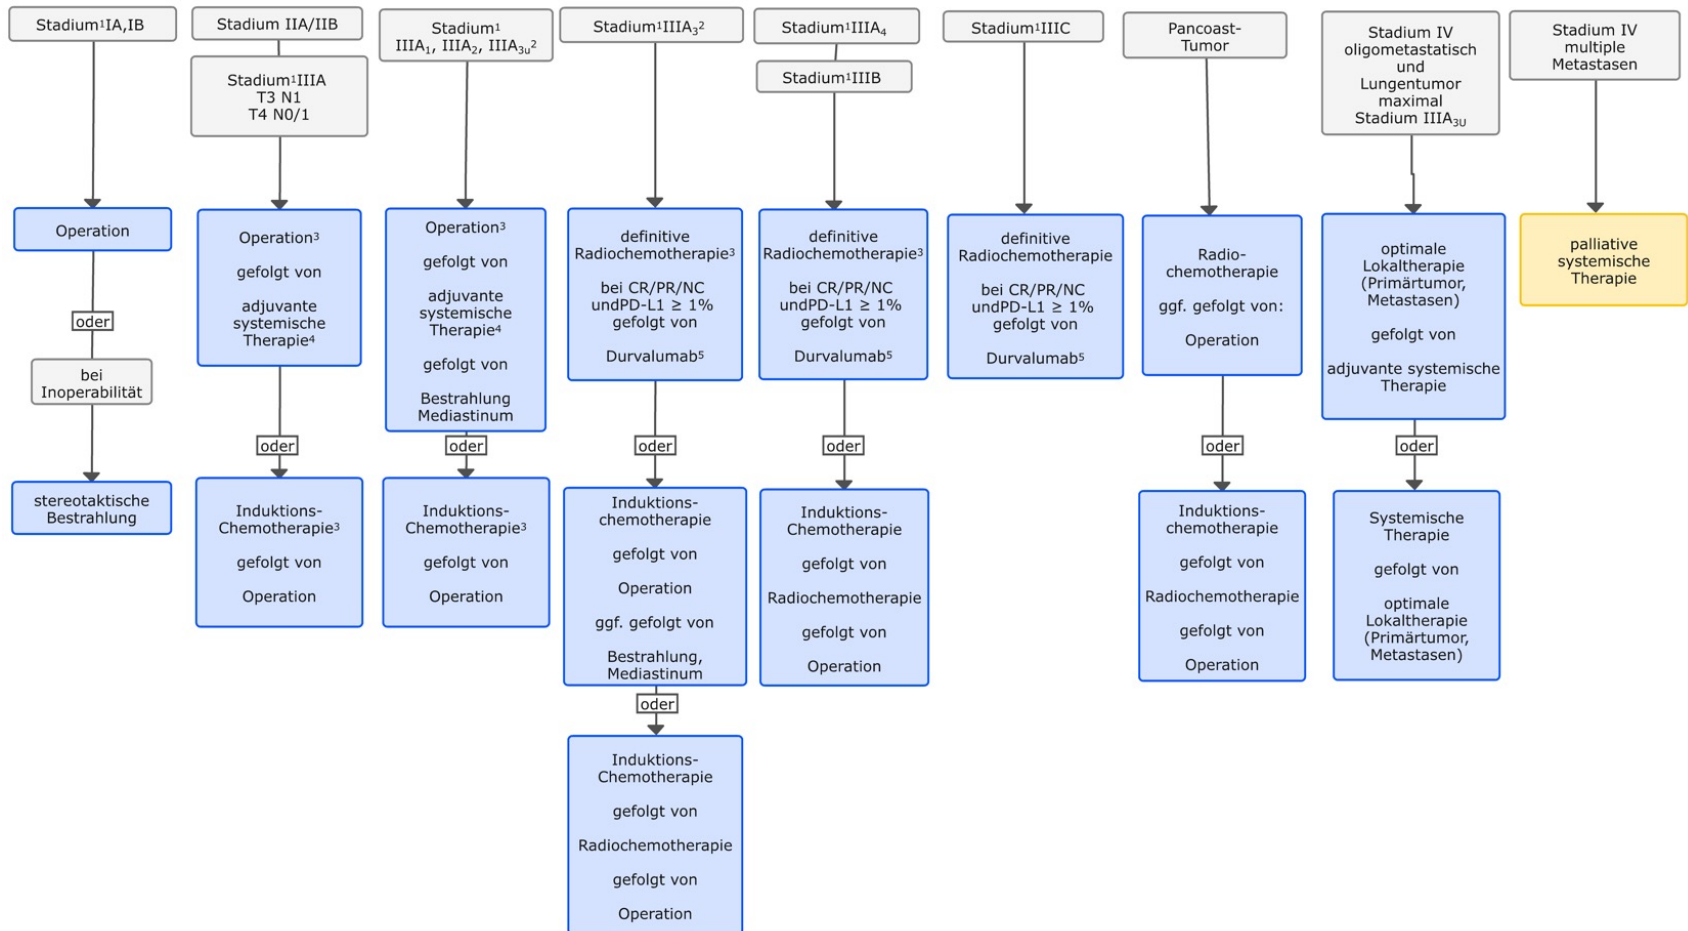 Stadium¹IA,IB
Operation
oder
bei
Inoperabilität
stereotaktische
Bestrahlung
Stadium IIA/IIB
Stadium¹IIIA
T3 N1
T4 N0/1
Operation³
gefolgt von
adjuvante
systemische
Therapie⁴
oder
Induktions-
Chemotherapie³
gefolgt von
Operation
Stadium¹
IIIA₁, IIIA₂, IIIA₃ᵤ²
Operation³
gefolgt von
adjuvante
systemische
Therapie⁴
gefolgt von
Bestrahlung
Mediastinum
oder
Induktions-
Chemotherapie³
gefolgt von
Operation
Stadium¹IIIA₃²
definitive
Radiochemotherapie³
bei CR/PR/NC
undPD-L1 ≥ 1%
gefolgt von
Durvalumab⁵
oder
Induktions-
chemotherapie
gefolgt von
Operation
ggf. gefolgt von
Bestrahlung,
Mediastinum
oder
Induktions-
Chemotherapie
gefolgt von
Radiochemotherapie
gefolgt von
Operation
Stadium¹IIIA₄
Stadium¹IIIB
definitive
Radiochemotherapie³
bei CR/PR/NC
undPD-L1 ≥ 1%
gefolgt von
Durvalumab⁵
oder
Induktions-
Chemotherapie
gefolgt von
Radiochemotherapie
gefolgt von
Operation
Stadium¹IIIC
definitive
Radiochemotherapie
bei CR/PR/NC
undPD-L1 ≥ 1%
gefolgt von
Durvalumab⁵
Pancoast-
Tumor
Radio-
chemotherapie
ggf. gefolgt von:
Operation
oder
Induktions-
chemotherapie
gefolgt von
Radiochemotherapie
gefolgt von
Operation
Stadium IV
oligometastatisch
und
Lungentumor
maximal
Stadium IIIA₃U
optimale
Lokaltherapie
(Primärtumor,
Metastasen)
gefolgt von
adjuvante systemische
Therapie
oder
Systemische
Therapie
gefolgt von
optimale
Lokaltherapie
(Primärtumor,
Metastasen)
Stadium IV
multiple
Metastasen
palliative
systemische
Therapie